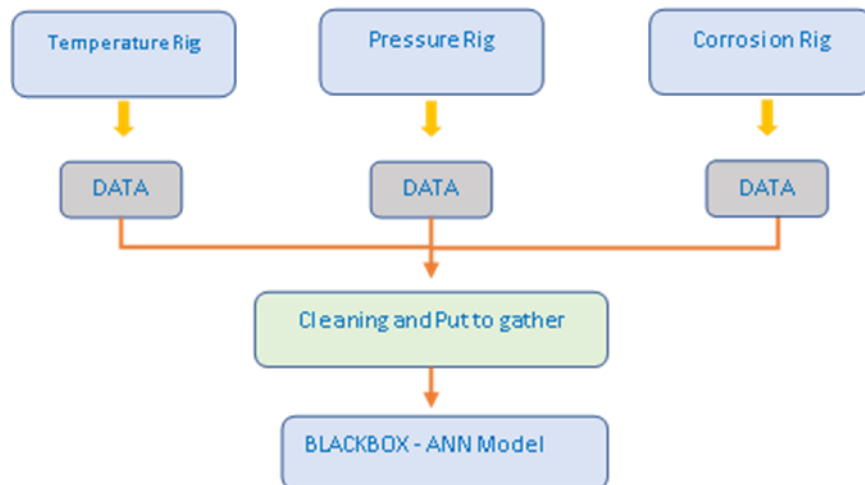 Temperature Rig
Pressure Rig
Corrosion Rig
DATA
DATA
DATA
Cleaning and Put to gather
BLACKBOX - ANN Model